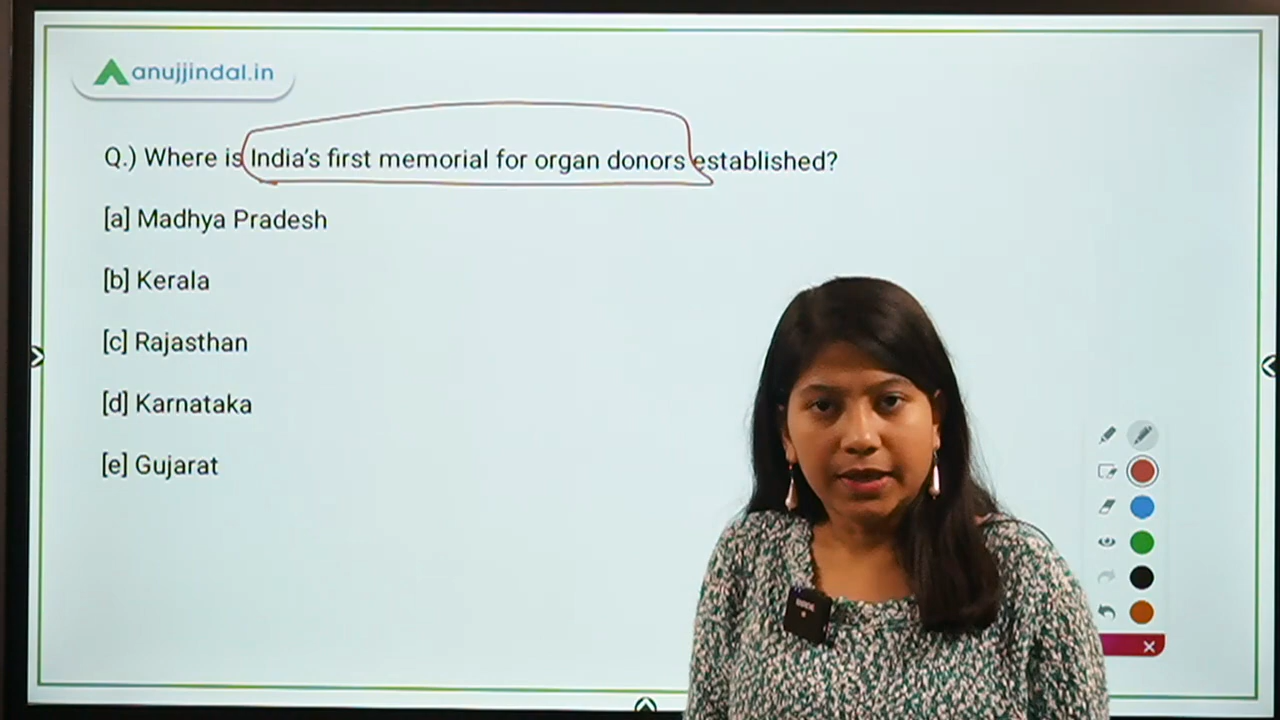 anujjindal.in
Q.) Where is India's first memorial for organ donors established?
[a] Madhya Pradesh
[b] Kerala
[c] Rajasthan
[d] Karnataka
[e] Gujarat